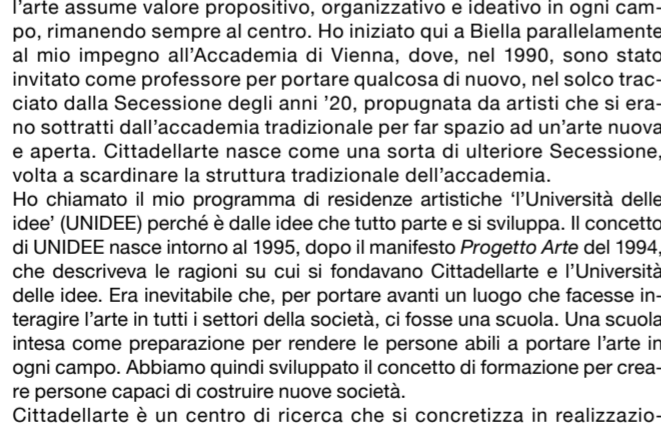 l'arte assume valore propositivo, organizzativo e ideativo in ogni cam-
po, rimanendo sempre al centro. Ho iniziato qui a Biella parallelamente
al mio impegno all'Accademia di Vienna, dove, nel 1990, sono stato
invitato come professore per portare qualcosa di nuovo, nel solco trac-
ciato dalla Secessione degli anni '20, propugnata da artisti che si era-
no sottratti dall'accademia tradizionale per far spazio ad un'arte nuova
e aperta. Cittadellarte nasce come una sorta di ulteriore Secessione,
volta a scardinare la struttura tradizionale dell'accademia.
Ho chiamato il mio programma di residenze artistiche 'l'Università delle
idee' (UNIDEE) perché è dalle idee che tutto parte e si sviluppa. Il concetto
di UNIDEE nasce intorno al 1995, dopo il manifesto Progetto Arte del 1994,
che descriveva le ragioni su cui si fondavano Cittadellarte e l'Università
delle idee. Era inevitabile che, per portare avanti un luogo che facesse in-
teragire l'arte in tutti i settori della società, ci fosse una scuola. Una scuola
intesa come preparazione per rendere le persone abili a portare l'arte in
ogni campo. Abbiamo quindi sviluppato il concetto di formazione per crea-
re persone capaci di costruire nuove società.
Cittadellarte è un centro di ricerca che si concretizza in realizzazio-